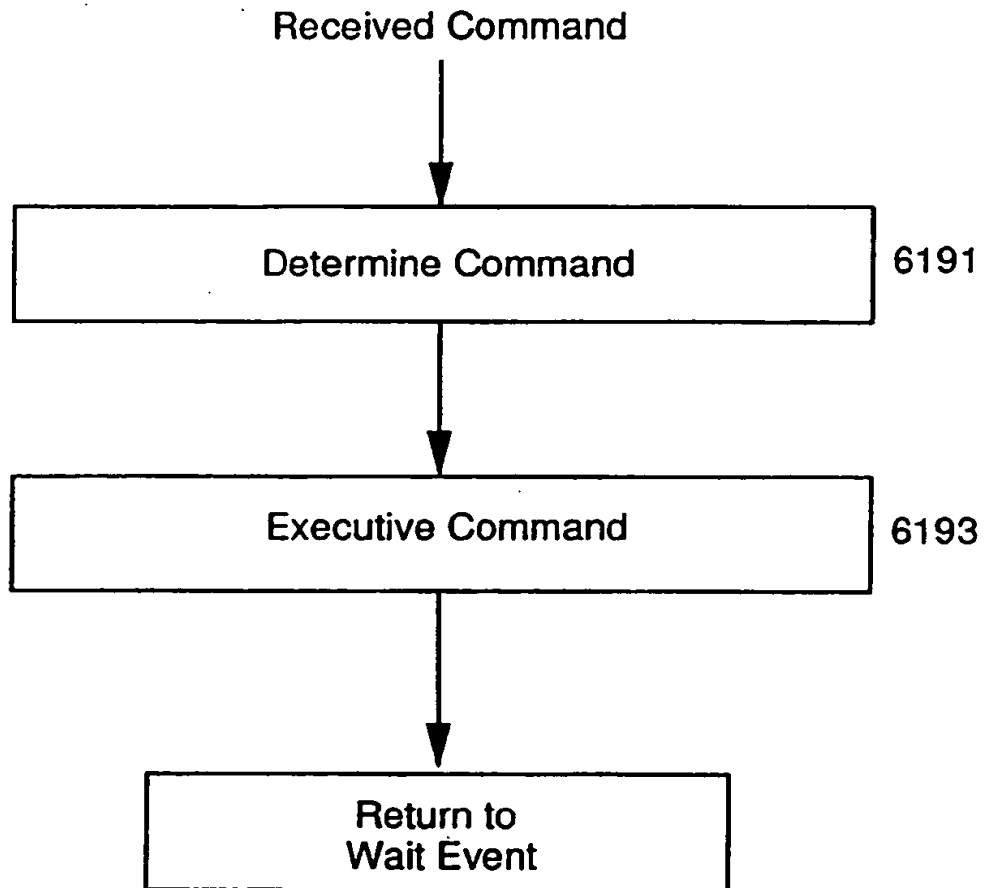 Received Command
Determine Command
6191
Executive Command
6193
Return to
Wait Event